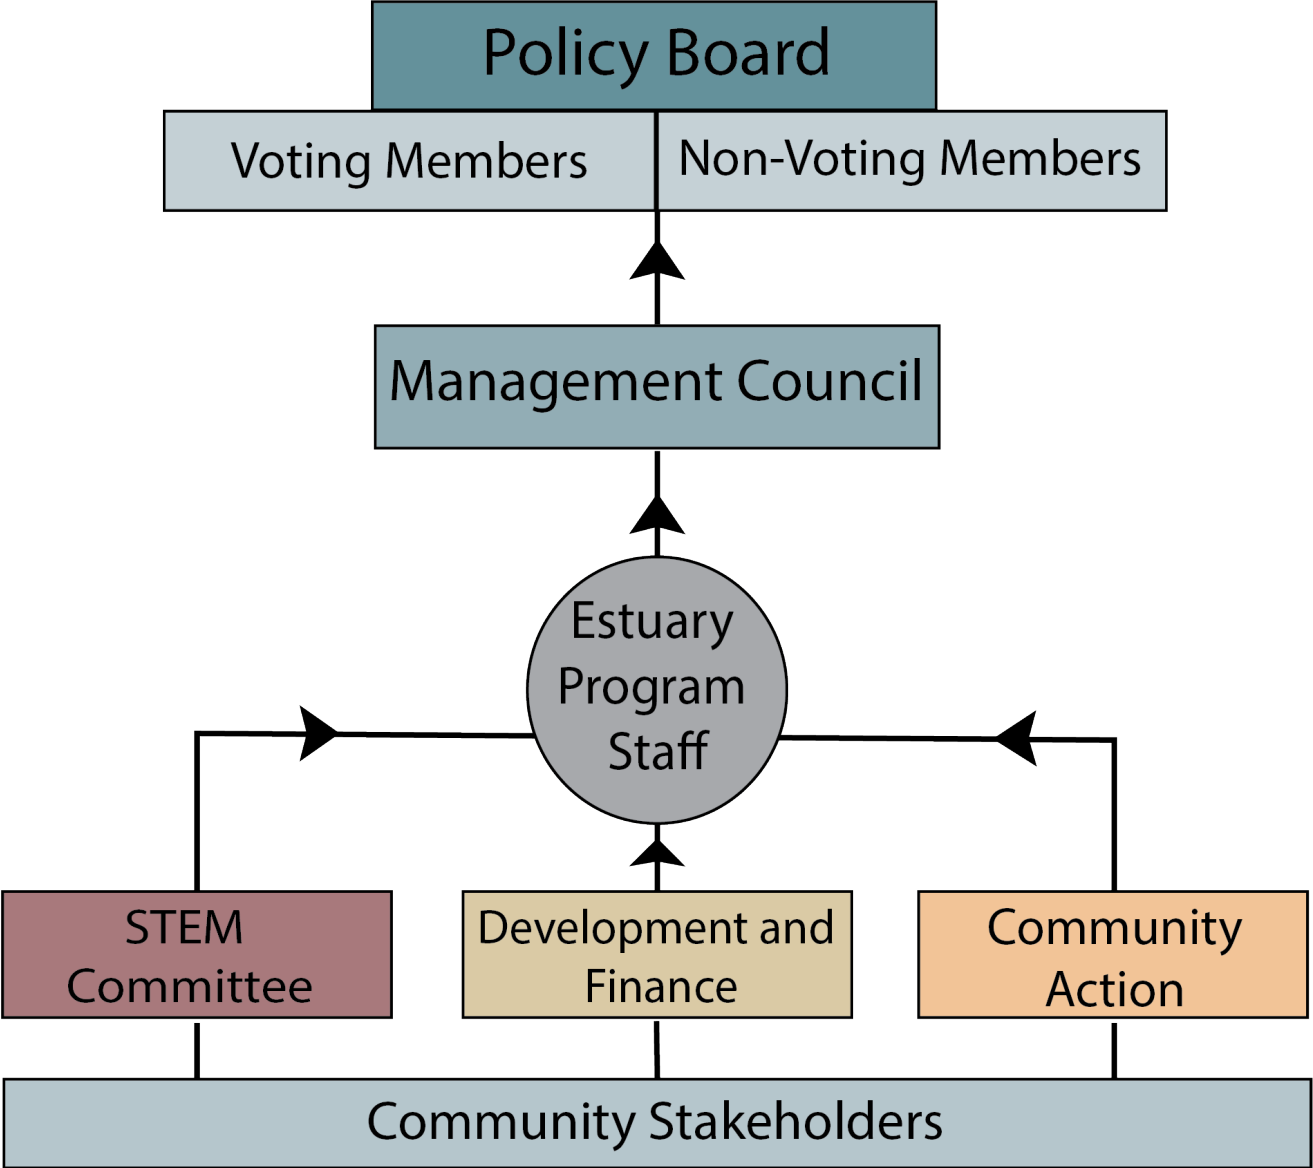 Policy Board
Voting Members
Non-Voting Members
Management Council
Estuary
Program
Staff
STEM
Committee
Development and
Finance
Community
Action
Community Stakeholders